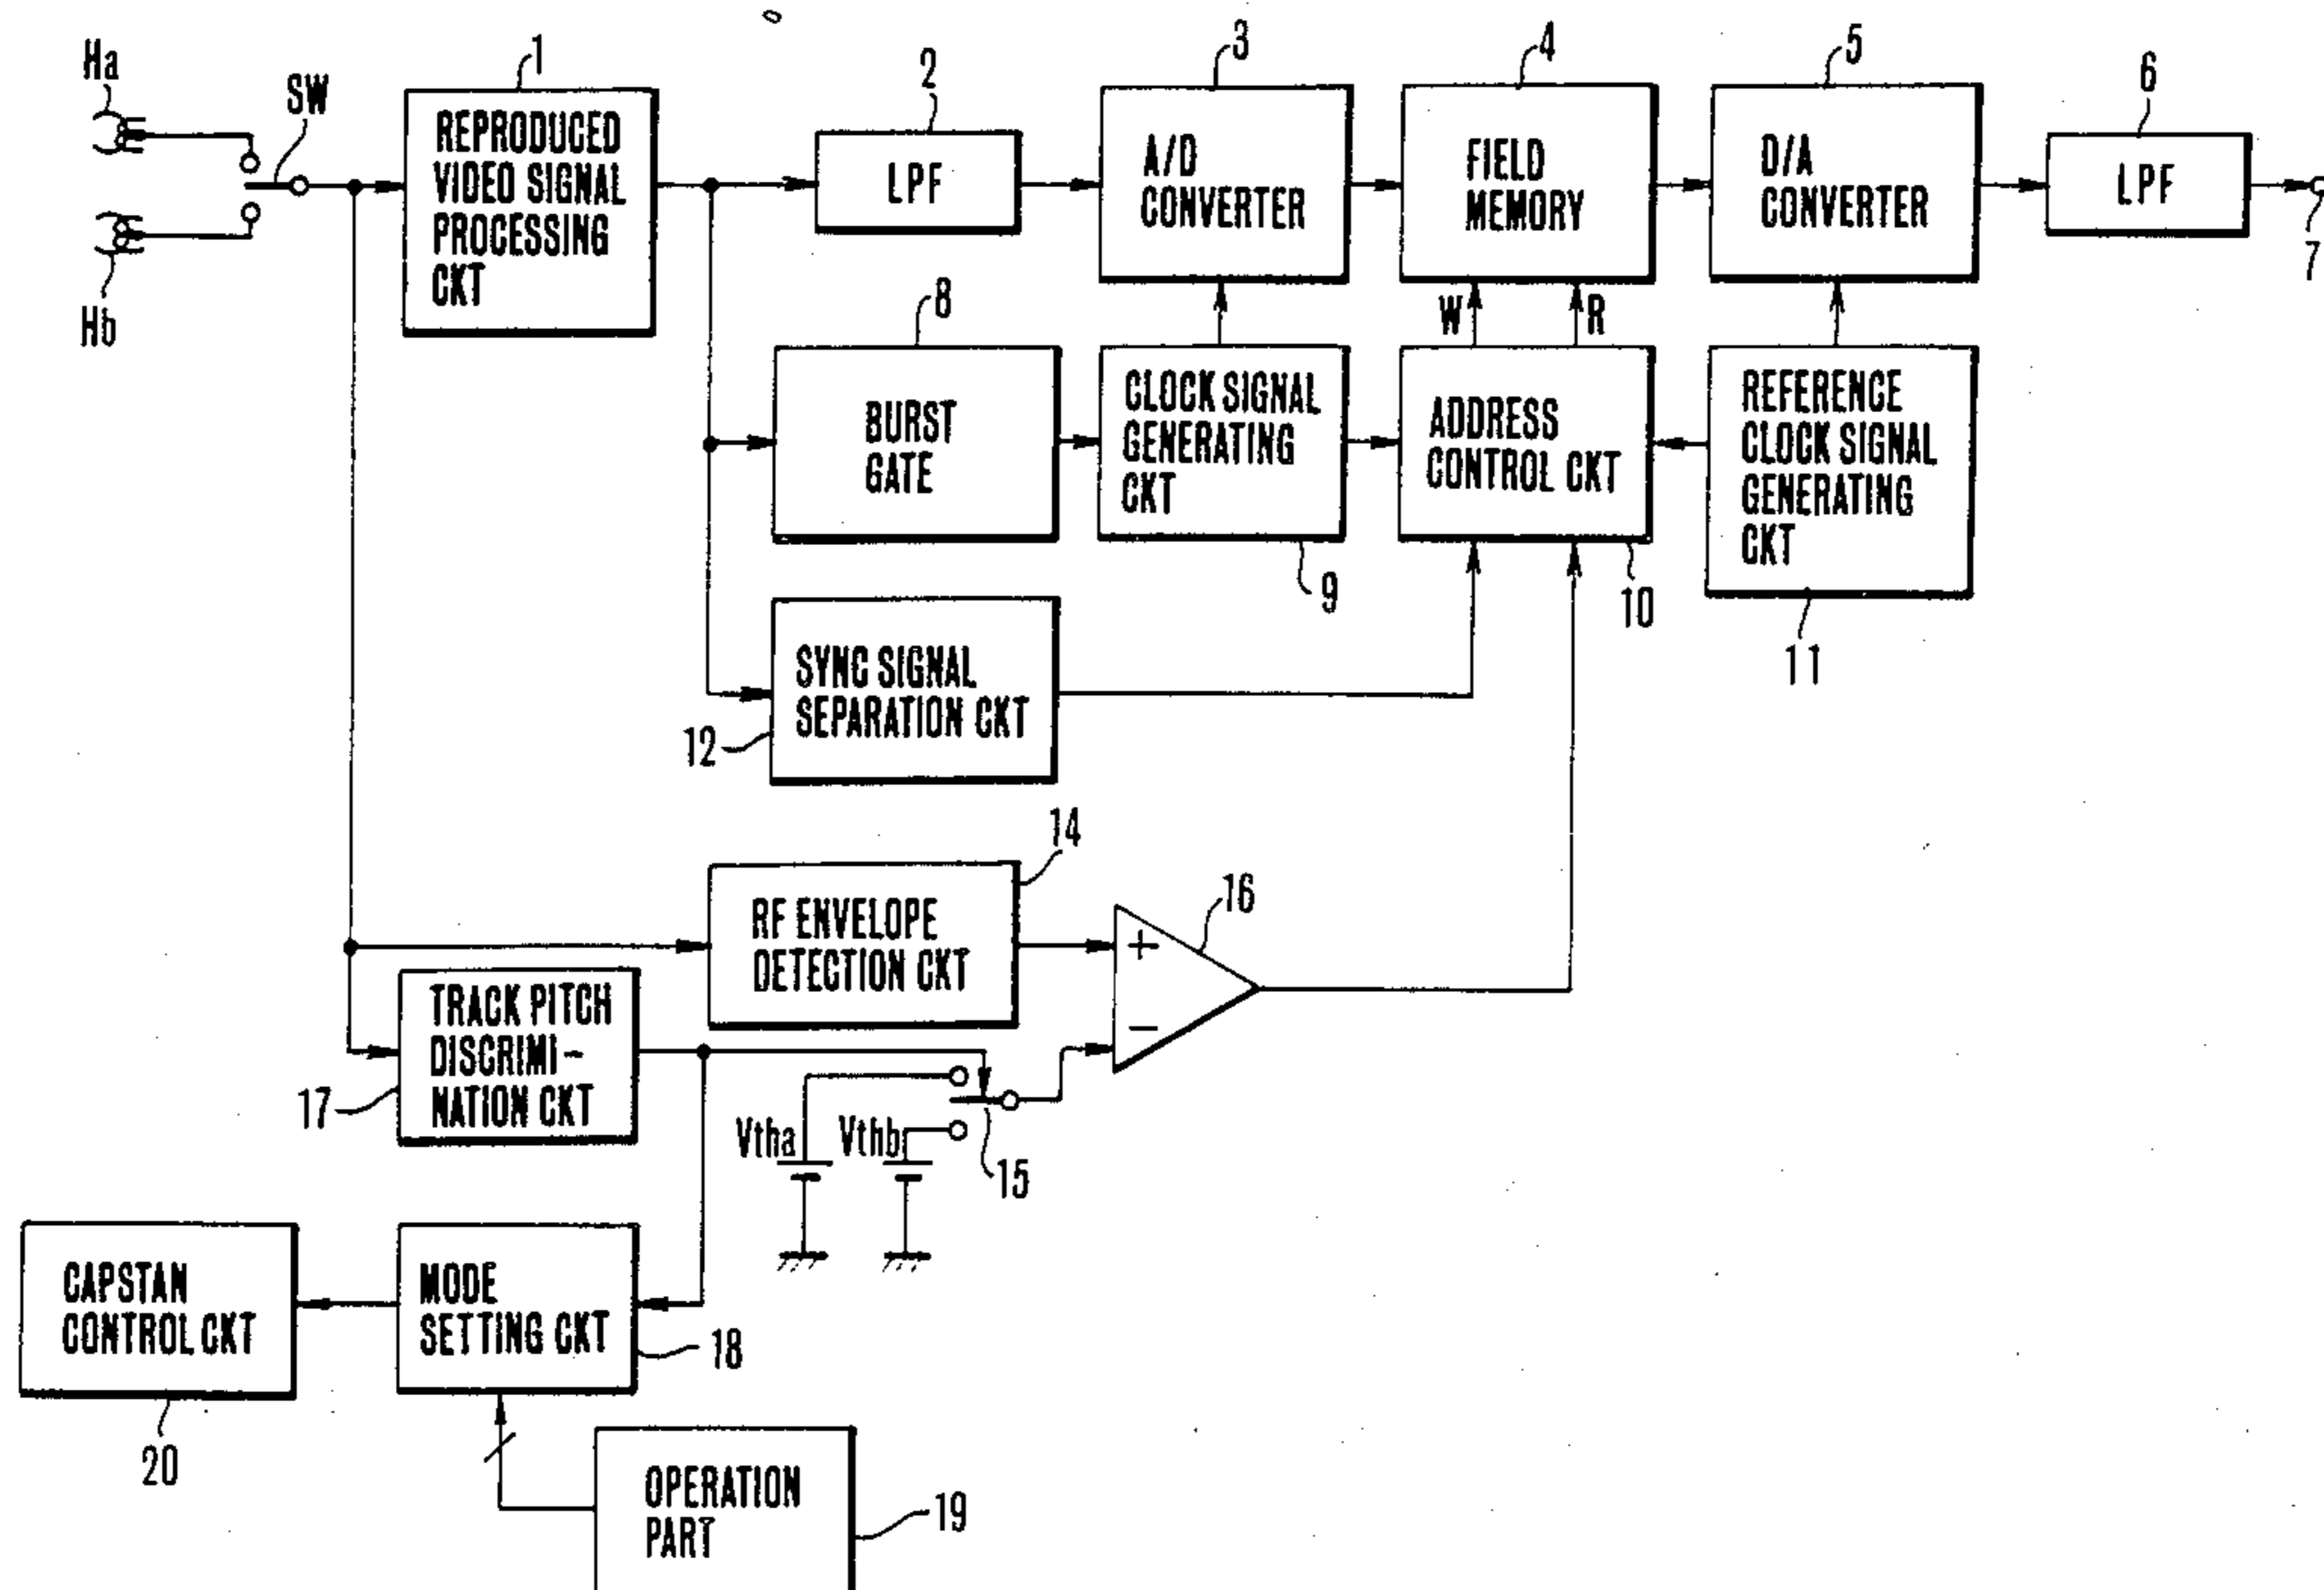 Ha
SW
Hb
1
REPRODUCED
VIDEO SIGNAL
PROCESSING
CKT
2
LPF
3
A/D
CONVERTER
4
FIELD
MEMORY
5
D/A
CONVERTER
6
LPF
7
8
BURST
GATE
CLOCK SIGNAL
GENERATING
CKT
9
W
R
ADDRESS
CONTROL CKT
10
REFERENCE
CLOCK SIGNAL
GENERATING
CKT
11
SYNC SIGNAL
SEPARATION CKT
12
14
RF ENVELOPE
DETECTION CKT
16
+
−
TRACK PITCH
DISCRIMI-
NATION CKT
17
Vtha
Vthb
15
CAPSTAN
CONTROL CKT
20
MODE
SETTING CKT
18
OPERATION
PART
19